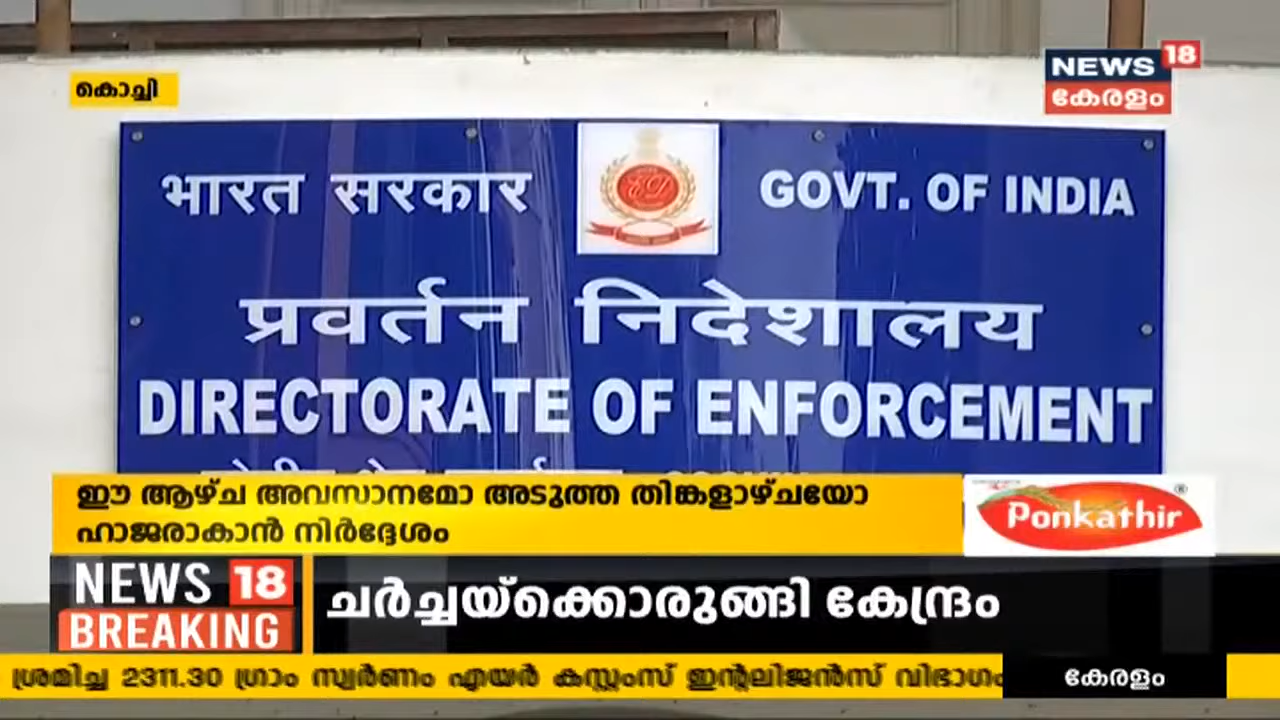 കൊച്ചി
NEWS 18
കേരളം
भारत सरकार
GOVT. OF INDIA
प्रवर्तन निदेशालय
DIRECTORATE OF ENFORCEMENT
ഈ ആഴ്ച അവസാനമോ അടുത്ത തിങ്കളാഴ്ചയോ
ഹാജരാകാൻ നിർദ്ദേശം
Ponkathir
NEWS 18
BREAKING
ചർച്ചയ്ക്കൊരുങ്ങി കേന്ദ്രം
ശ്രമിച്ച 2311.30 ഗ്രാം സ്വർണം എയർ കസ്റ്റംസ് ഇന്റലിജൻസ് വിഭാഗം
കേരളം